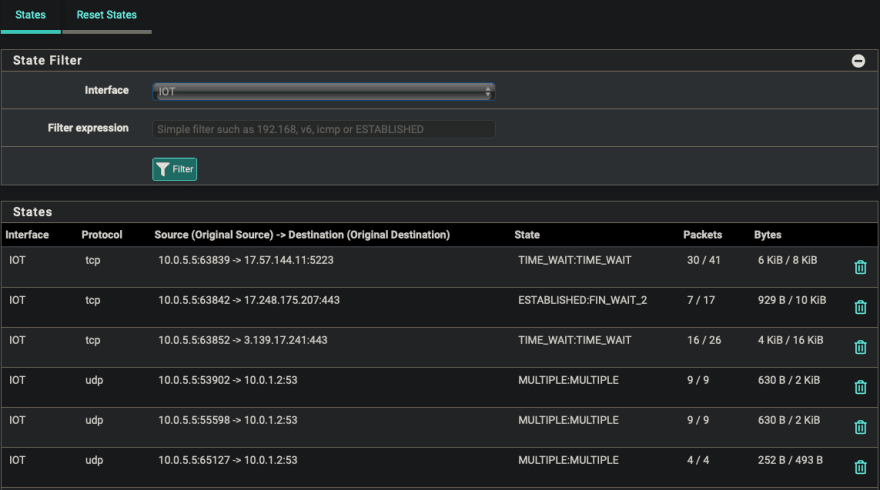 States Reset States
State Filter
Interface IOT
Filter expression Simple filter such as 192.168, v6, icmp or ESTABLISHED
Filter
States
Interface Protocol Source (Original Source) -> Destination (Original Destination) State Packets Bytes
IOT tcp 10.0.5.5:63839 -> 17.57.144.11:5223 TIME_WAIT:TIME_WAIT 30 / 41 6 KiB / 8 KiB
IOT tcp 10.0.5.5:63842 -> 17.248.175.207:443 ESTABLISHED:FIN_WAIT_2 7 / 17 929 B / 10 KiB
IOT tcp 10.0.5.5:63852 -> 3.139.17.241:443 TIME_WAIT:TIME_WAIT 16 / 26 4 KiB / 16 KiB
IOT udp 10.0.5.5:53902 -> 10.0.1.2:53 MULTIPLE:MULTIPLE 9 / 9 630 B / 2 KiB
IOT udp 10.0.5.5:55598 -> 10.0.1.2:53 MULTIPLE:MULTIPLE 9 / 9 630 B / 2 KiB
IOT udp 10.0.5.5:65127 -> 10.0.1.2:53 MULTIPLE:MULTIPLE 4 / 4 252 B / 493 B